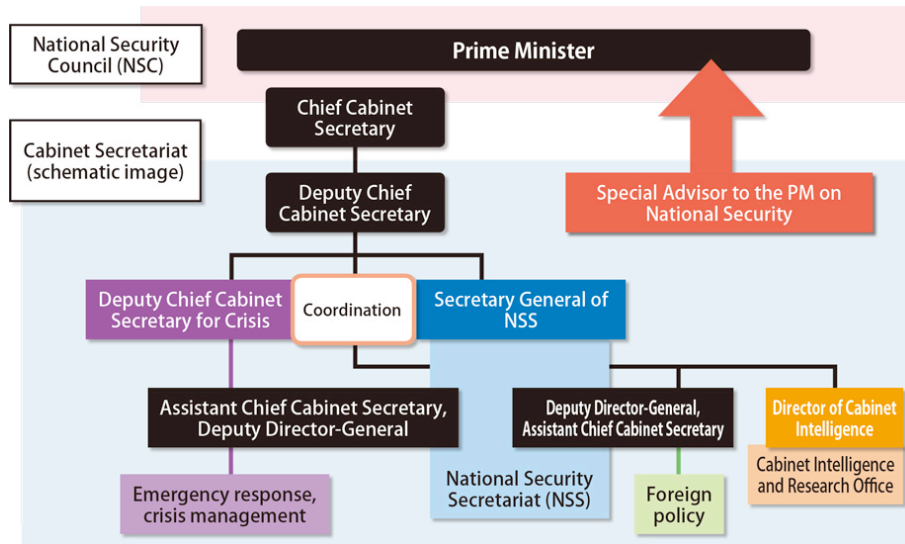 National Security
Council (NSC)
Prime Minister
Chief Cabinet
Secretary
Cabinet Secretariat
(schematic image)
Deputy Chief
Cabinet Secretary
Special Advisor to the PM on
National Security
Deputy Chief Cabinet
Secretary for Crisis
Coordination
Secretary General of
NSS
Assistant Chief Cabinet Secretary,
Deputy Director-General
Deputy Director-General,
Assistant Chief Cabinet Secretary
Director of Cabinet
Intelligence
Emergency response,
crisis management
National Security
Secretariat (NSS)
Foreign
policy
Cabinet Intelligence
and Research Office